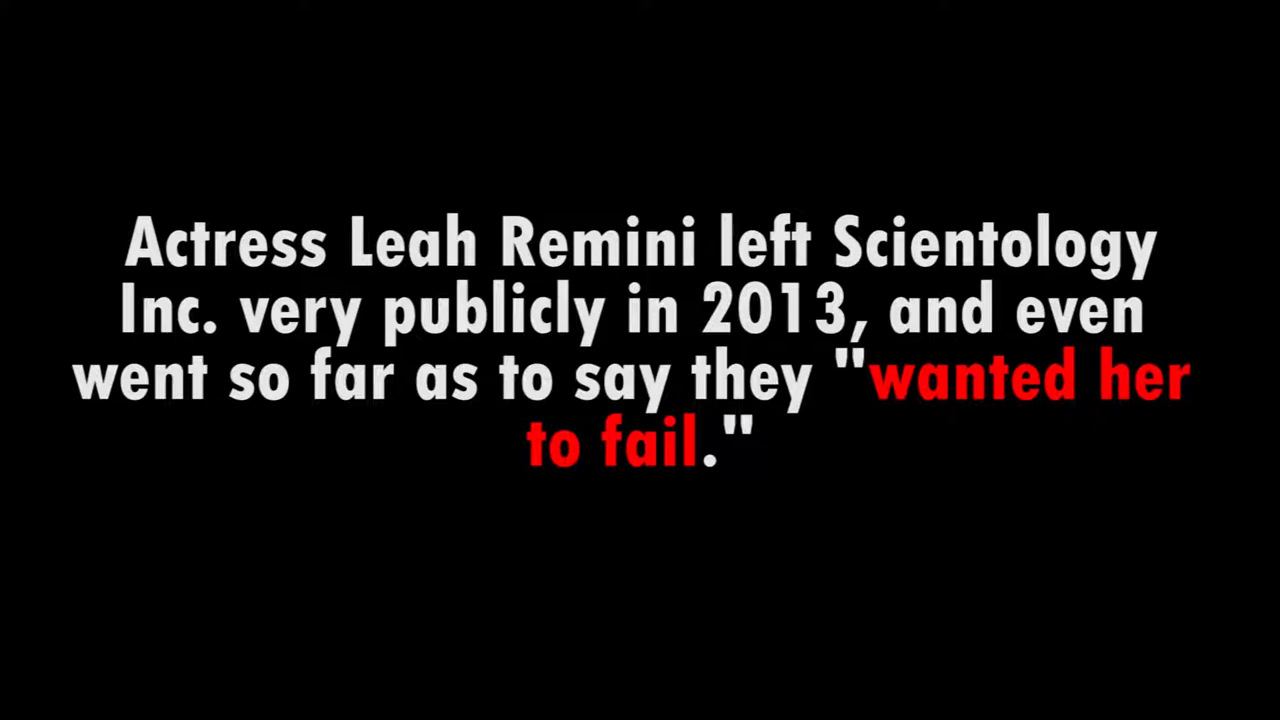 Actress Leah Remini left Scientology
Inc. very publicly in 2013, and even
went so far as to say they "wanted her
to fail."